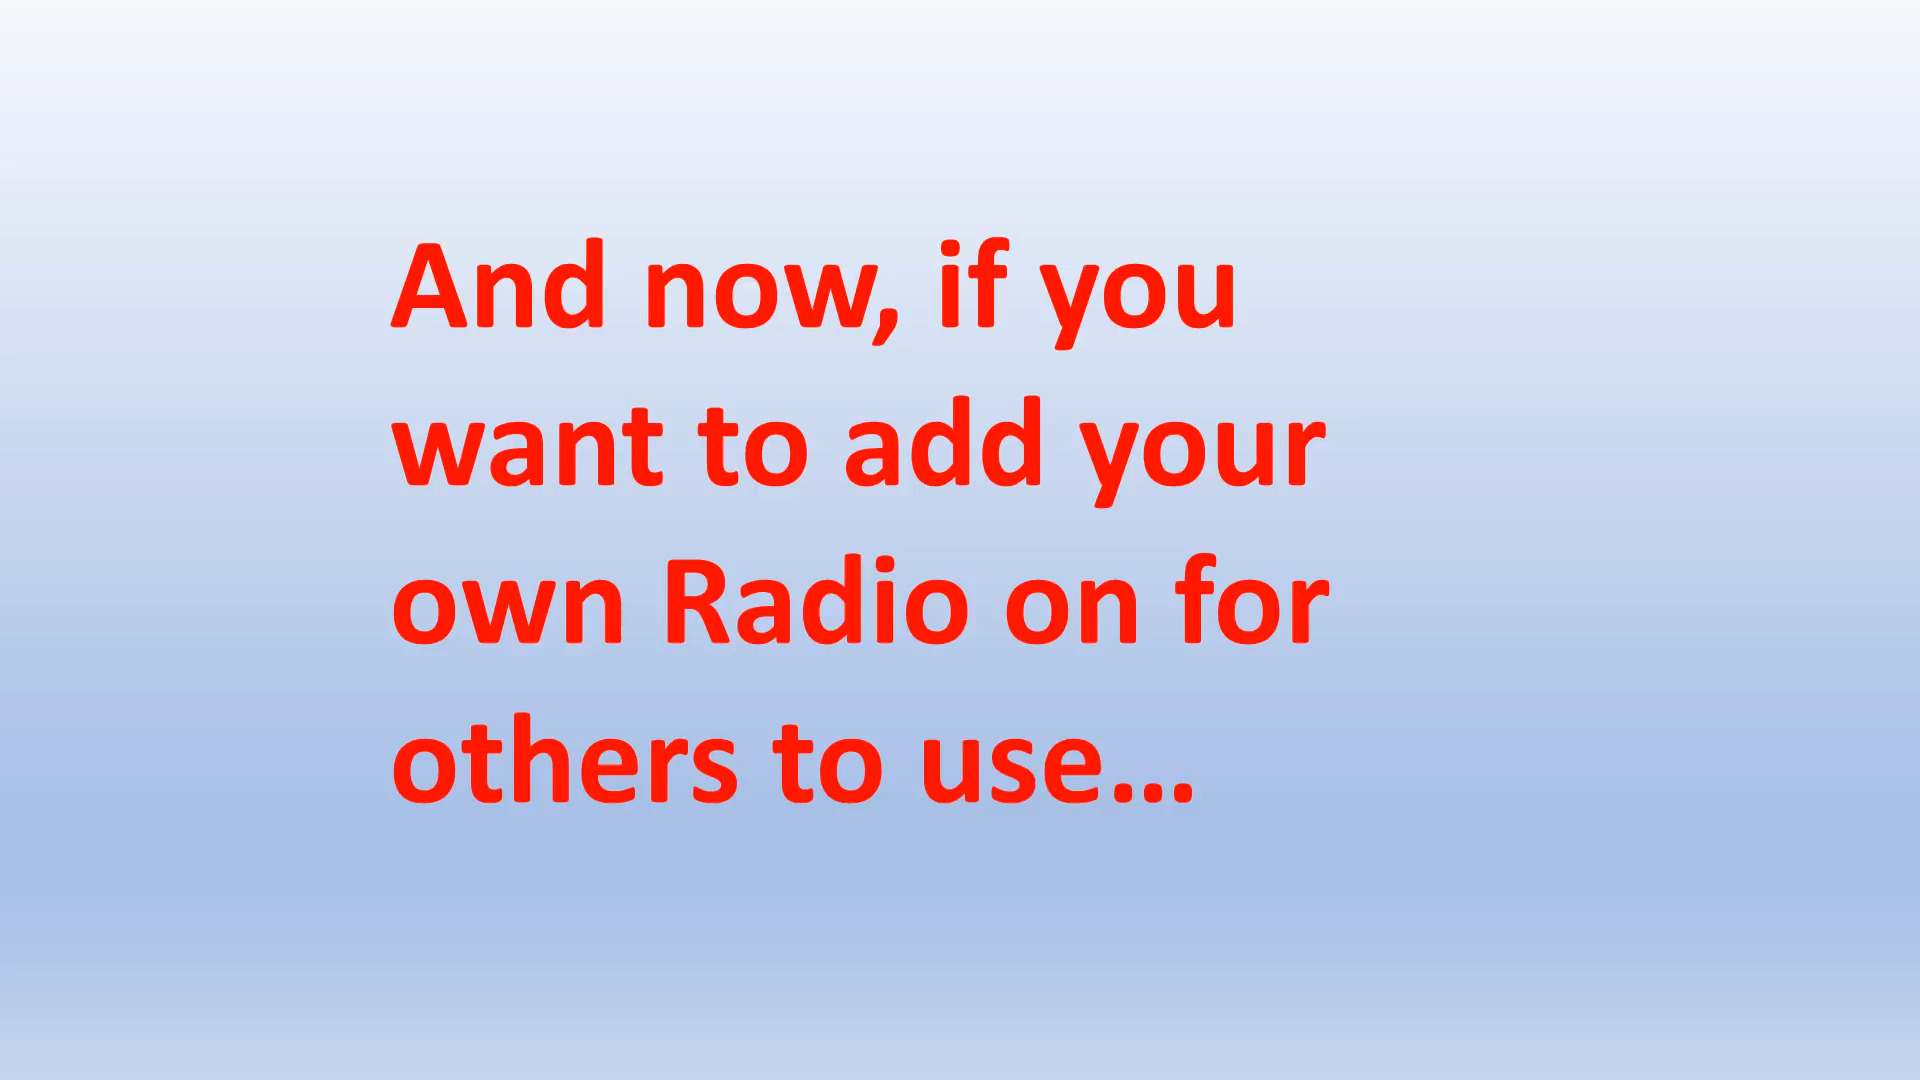 And now, if you
want to add your
own Radio on for
others to use…